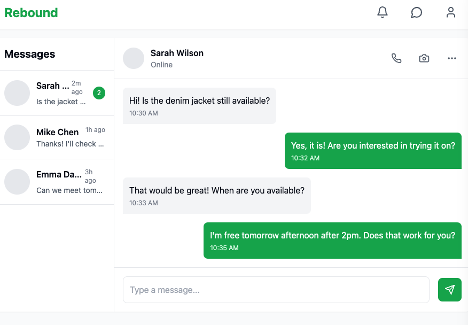 Rebound
Messages
Sarah ... 2m ago
Is the jacket ... 2
Mike Chen 1h ago
Thanks! I'll check ...
Emma Da... 3h ago
Can we meet tom...
Sarah Wilson
Online
Hi! Is the denim jacket still available?
10:30 AM
Yes, it is! Are you interested in trying it on?
10:32 AM
That would be great! When are you available?
10:33 AM
I'm free tomorrow afternoon after 2pm. Does that work for you?
10:35 AM
Type a message...